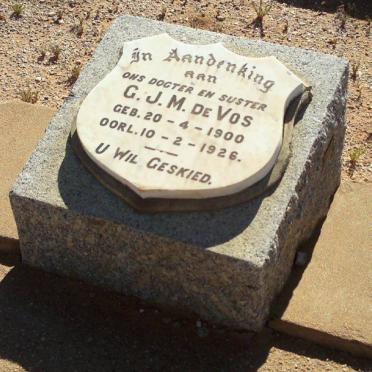 In Aandenking
aan
ONS DOGTER EN SUSTER
G. J. M. DE VOS
GEB. 20 - 4 - 1900
OORL. 10 - 2 - 1926.
U WIL GESKIED.